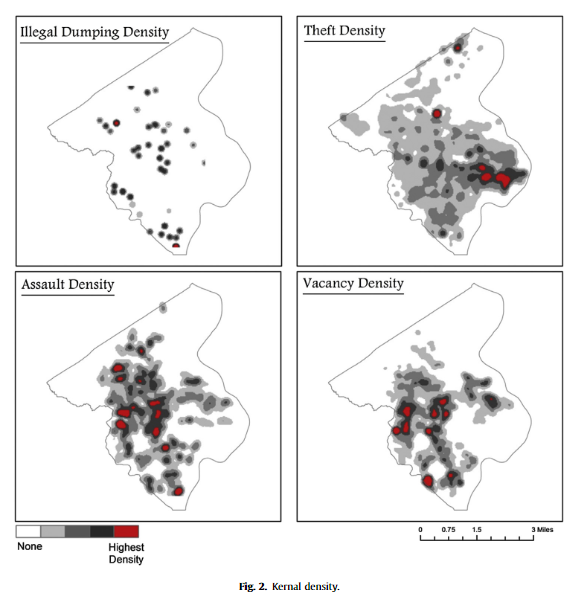 Illegal Dumping Density
Theft Density
Assault Density
Vacancy Density
None
Highest
Density
0 0.75 1.5 3 Miles
Fig. 2. Kernal density.